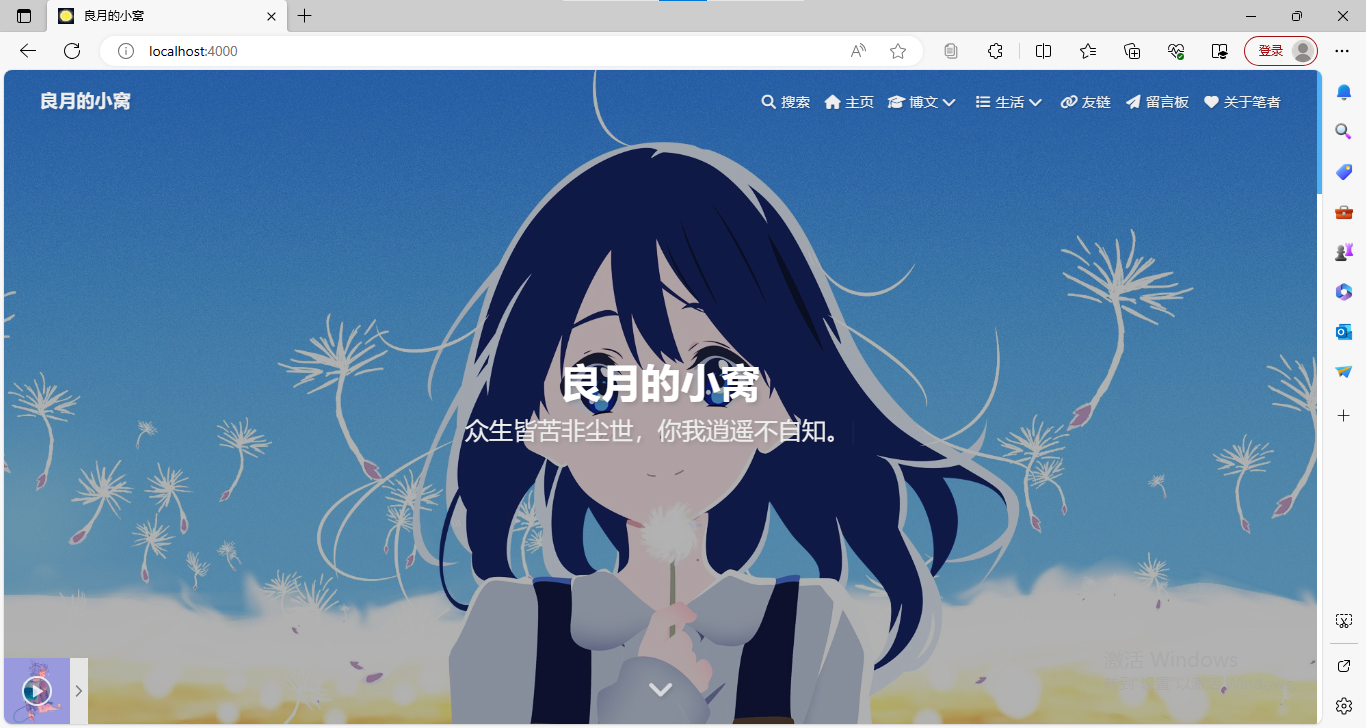 良月的小窝
localhost:4000
登录
良月的小窝
搜索 主页 博文 生活 友链 留言板 关于笔者
良月的小窝
众生皆苦非尘世，你我逍遥不自知。
激活 Windows